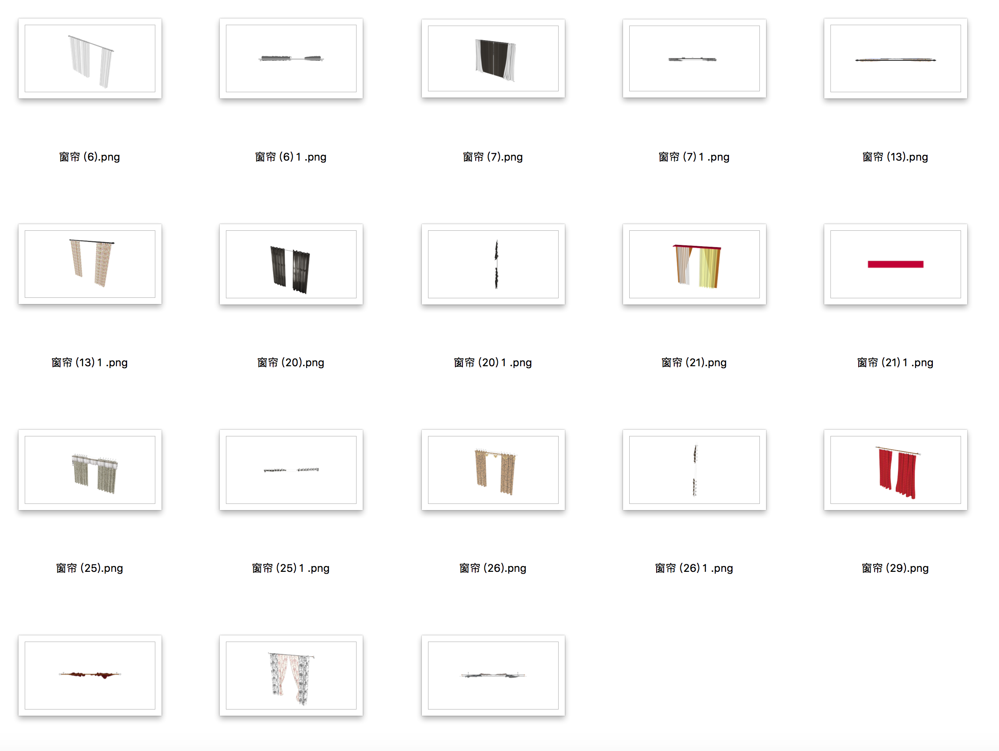 窗帘 (6).png
窗帘 (6) 1 .png
窗帘 (7).png
窗帘 (7) 1 .png
窗帘 (13).png
窗帘 (13) 1 .png
窗帘 (20).png
窗帘 (20) 1 .png
窗帘 (21).png
窗帘 (21) 1 .png
窗帘 (25).png
窗帘 (25) 1 .png
窗帘 (26).png
窗帘 (26) 1 .png
窗帘 (29).png